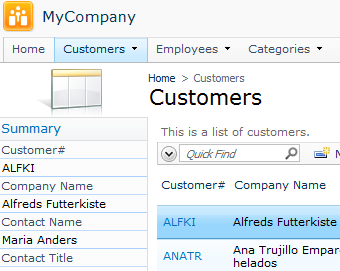 MyCompany
Home Customers Employees Categories
Home > Customers
Customers
Summary
Customer#
ALFKI
Company Name
Alfreds Futterkiste
Contact Name
Maria Anders
Contact Title
This is a list of customers.
Quick Find
Customer# Company Name
ALFKI Alfreds Futterkiste
ANATR Ana Trujillo
helados